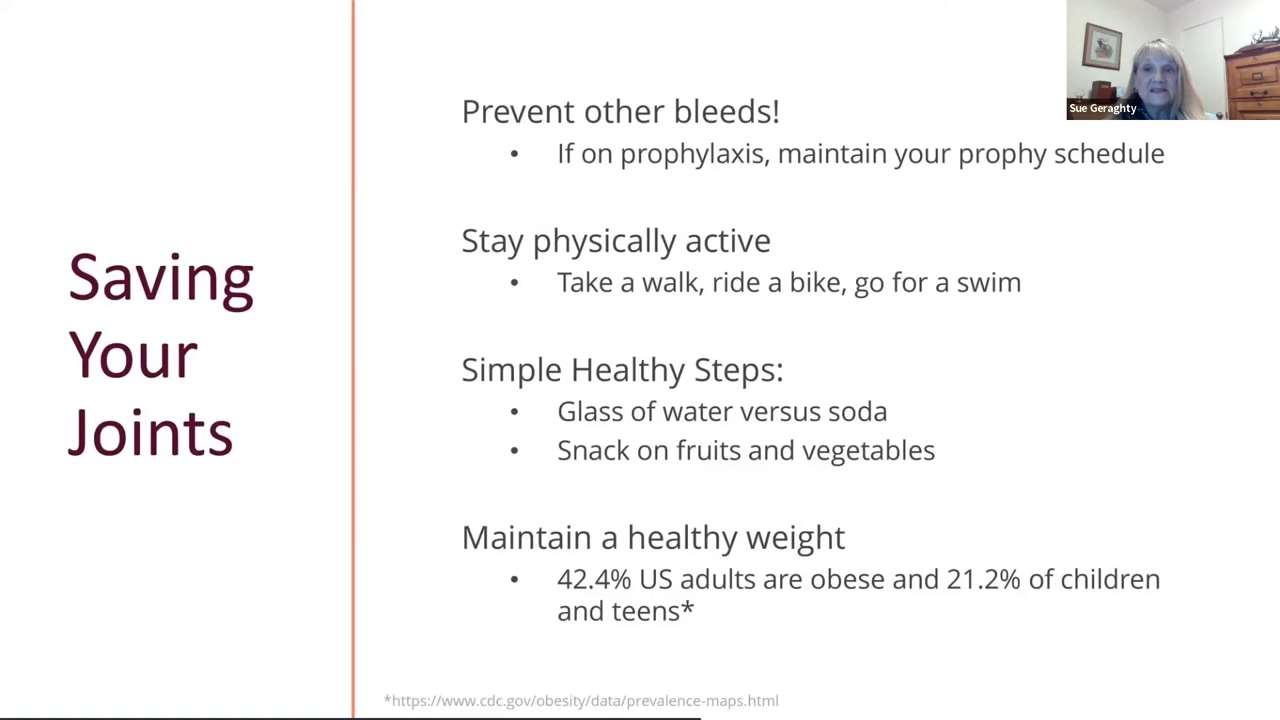 Saving
Your
Joints
Prevent other bleeds!
• If on prophylaxis, maintain your prophy schedule
Stay physically active
• Take a walk, ride a bike, go for a swim
Simple Healthy Steps:
• Glass of water versus soda
• Snack on fruits and vegetables
Maintain a healthy weight
• 42.4% US adults are obese and 21.2% of children
and teens*
*https://www.cdc.gov/obesity/data/prevalence-maps.html
Sue Geraghty